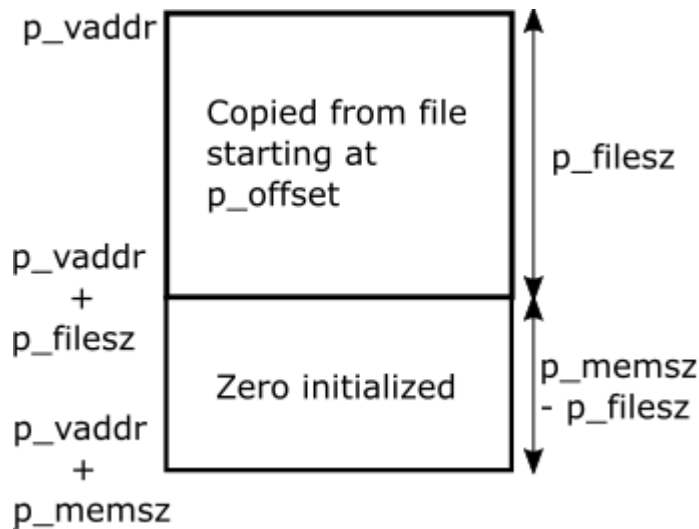 p_vaddr
Copied from file
starting at
p_offset
p_filesz
p_vaddr
+
p_filesz
Zero initialized
p_memsz
- p_filesz
p_vaddr
+
p_memsz